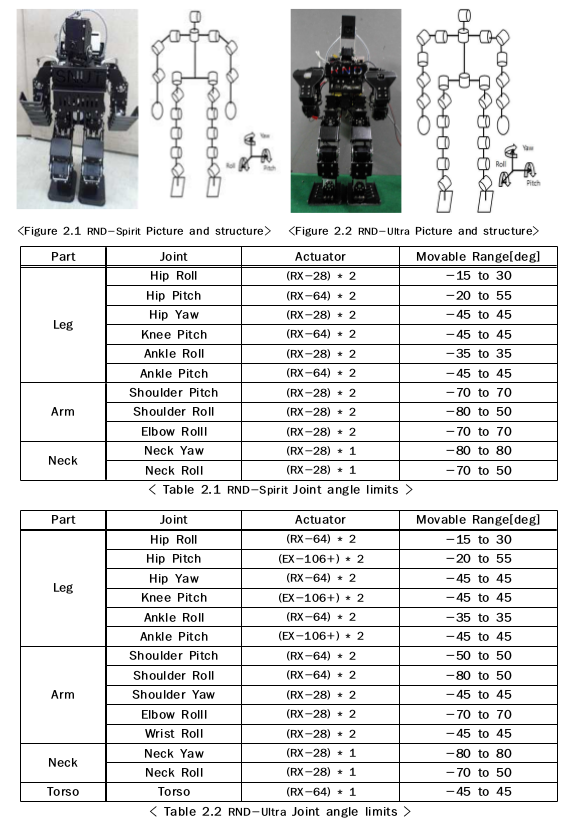 SPIRIT
RND
Yaw
Roll
Pitch
Yaw
Roll
Pitch
<Figure 2.1 RND-Spirit Picture and structure> <Figure 2.2 RND-Ultra Picture and structure>
Part Joint Actuator Movable Range[deg]
Leg
Hip Roll (RX-28) * 2 -15 to 30
Hip Pitch (RX-64) * 2 -20 to 55
Hip Yaw (RX-28) * 2 -45 to 45
Knee Pitch (RX-64) * 2 -45 to 45
Ankle Roll (RX-28) * 2 -35 to 35
Ankle Pitch (RX-64) * 2 -45 to 45
Arm
Shoulder Pitch (RX-28) * 2 -70 to 70
Shoulder Roll (RX-28) * 2 -80 to 50
Elbow Rolll (RX-28) * 2 -70 to 70
Neck
Neck Yaw (RX-28) * 1 -80 to 80
Neck Roll (RX-28) * 1 -70 to 50
< Table 2.1 RND-Spirit Joint angle limits >
Part Joint Actuator Movable Range[deg]
Leg
Hip Roll (RX-64) * 2 -15 to 30
Hip Pitch (EX-106+) * 2 -20 to 55
Hip Yaw (RX-64) * 2 -45 to 45
Knee Pitch (EX-106+) * 2 -45 to 45
Ankle Roll (RX-64) * 2 -35 to 35
Ankle Pitch (EX-106+) * 2 -45 to 45
Arm
Shoulder Pitch (RX-64) * 2 -50 to 50
Shoulder Roll (RX-64) * 2 -80 to 50
Shoulder Yaw (RX-28) * 2 -45 to 45
Elbow Rolll (RX-28) * 2 -70 to 70
Wrist Roll (RX-28) * 2 -45 to 45
Neck
Neck Yaw (RX-28) * 1 -80 to 80
Neck Roll (RX-28) * 1 -70 to 50
Torso Torso (RX-64) * 1 -45 to 45
< Table 2.2 RND-Ultra Joint angle limits >